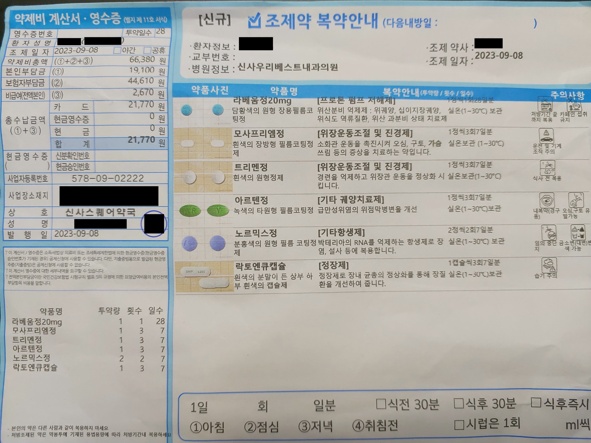 약제비 계산서·영수증 (별지 제11호 서식)
영수증번호
투약일수 28
환자성명
조제일자 2023-09-08 □야간 □공휴
약제비총액 (①+②+③) 66,380 원
본인부담금 (①) 19,100 원
보험자부담금 (②) 44,610 원
비급여(전액본인) (③) 2,670 원
총수납금액 (①+③)
카드 21,770 원
현금영수증 0 원
현금 0 원
합계 21,770 원
현금영수증 ( )
신분확인번호
현금승인번호
사업자등록번호 578-09-02222
사업장소재지
상호 신사스퀘어약국
성명
발행일 2023-09-08
약품명 투약 횟수 일수
라베움정20mg 1 1 28
모사프리엠정 1 3 7
트리멘정 1 3 7
아르텐정 1 3 7
노르믹스정 2 2 7
락토엔큐캡슐 1 3 7
[신규] 조제약 복약안내 (다음내방일 : )
·환자정보 :
·교부번호 :
·병원정보 : 신사우리베스트내과의원
·조제약사 :
·조제일자 : 2023-09-08
약품사진 약품명 복약안내(투약량/횟수/일수) 주의사항
라베움정20mg [프로톤 펌프 저해제]
당황색의 원형 장용필름코팅정
위산분비 억제제 : 위궤양, 십이지장궤양, 위식도 역류질환, 위산 과분비 상태 치료제
실온(1~30℃)보관
모사프리엠정 [위장운동조절 및 진경제] 1정씩3회7일분
흰색의 장방형 필름코팅정
소화관 운동을 촉진시켜 오심, 구호, 가슴쓰림 등의 증상을 치료하는 약입니다.
실온(1~30℃)보관
트리멘정 [위장운동조절 및 진경제] 1정씩3회7일분
흰색의 원형정제
경련을 억제하고 위장관 운동을 정상화 시킵니다.
실온(1~30℃)보관
아르텐정 [기타 궤양치료제] 1정씩3회7일분
녹색의 타원형 필름코팅정
급만성위염의 위점막병변을 개선
실온(1~30℃)보관
노르믹스정 [기타항생제] 2정씩2회7일분
분홍색의 원형 필름 코팅정
박테리아의 RNA를 억제하는 항생제로 장염, 설사 등에 복용합니다.
실온(1~30℃)보관
락토엔큐캡슐 [정장제] 1캡슐씩3회7일분
흰색의 분말이 든 상부 하부 흰색의 캡슐제
정장제로 장내 균종의 정상화를 통해 장질환을 개선하여 줍니다.
실온(1~30℃)보관
1일 회 일분 □식전 30분 □식후 30분 □식후즉시
①아침 ②점심 ③저녁 ④취침전 □시럽은 1회 ml씩